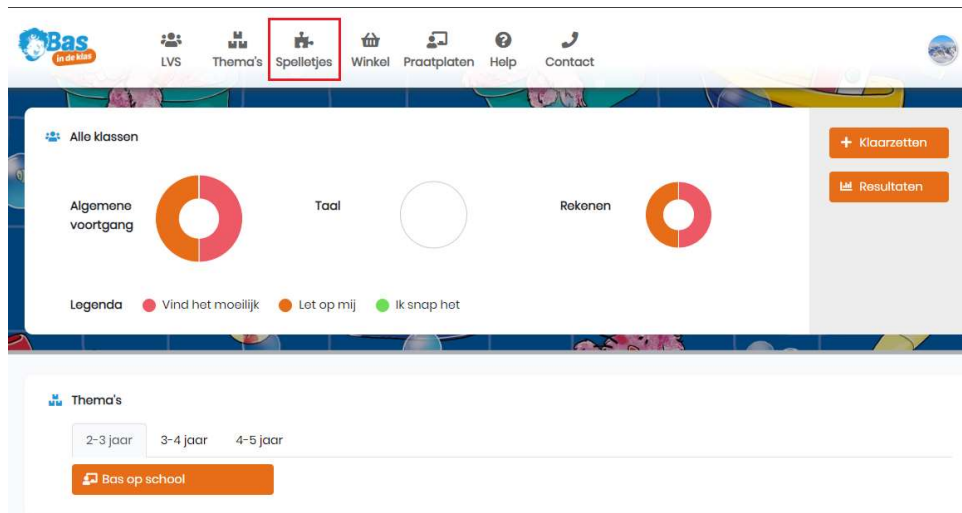 Bas
in de klas
LVS Thema's Spelletjes Winkel Praatplaten Help Contact
Alle klassen
Klaarzetten
Resultaten
Algemene
voortgang
Taal
Rekenen
Legenda Vind het moeilijk Let op mij Ik snap het
Thema's
2-3 jaar 3-4 jaar 4-5 jaar
Bas op school